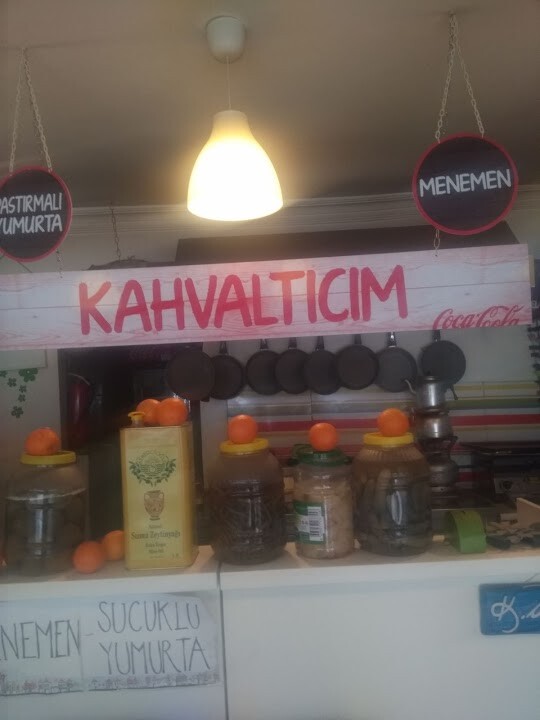 PASTIRMALI
YUMURTA
MENEMEN
KAHVALTICIM
Coca-Cola
MENEMEN - SUCUKLU
YUMURTA